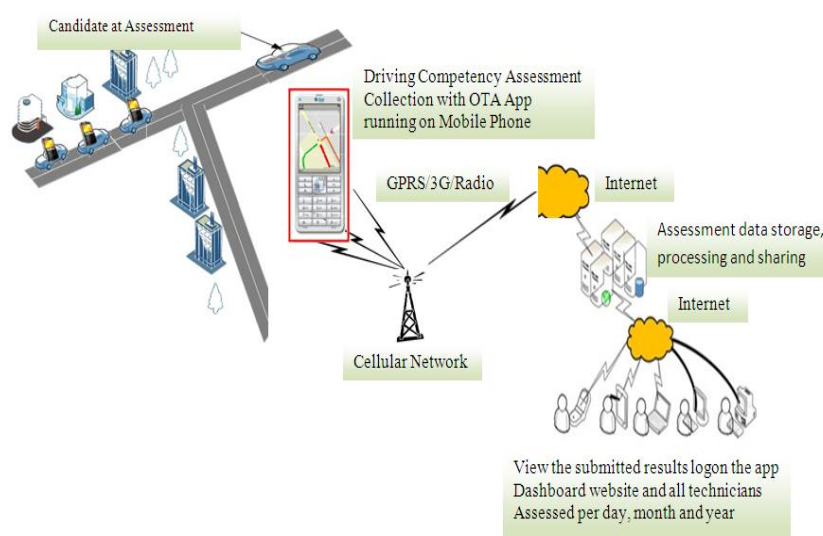 Candidate at Assessment
Driving Competency Assessment
Collection with OTA App
running on Mobile Phone
GPRS/3G/Radio
Internet
Assessment data storage,
processing and sharing
Internet
Cellular Network
View the submitted results logon the app
Dashboard website and all technicians
Assessed per day, month and year